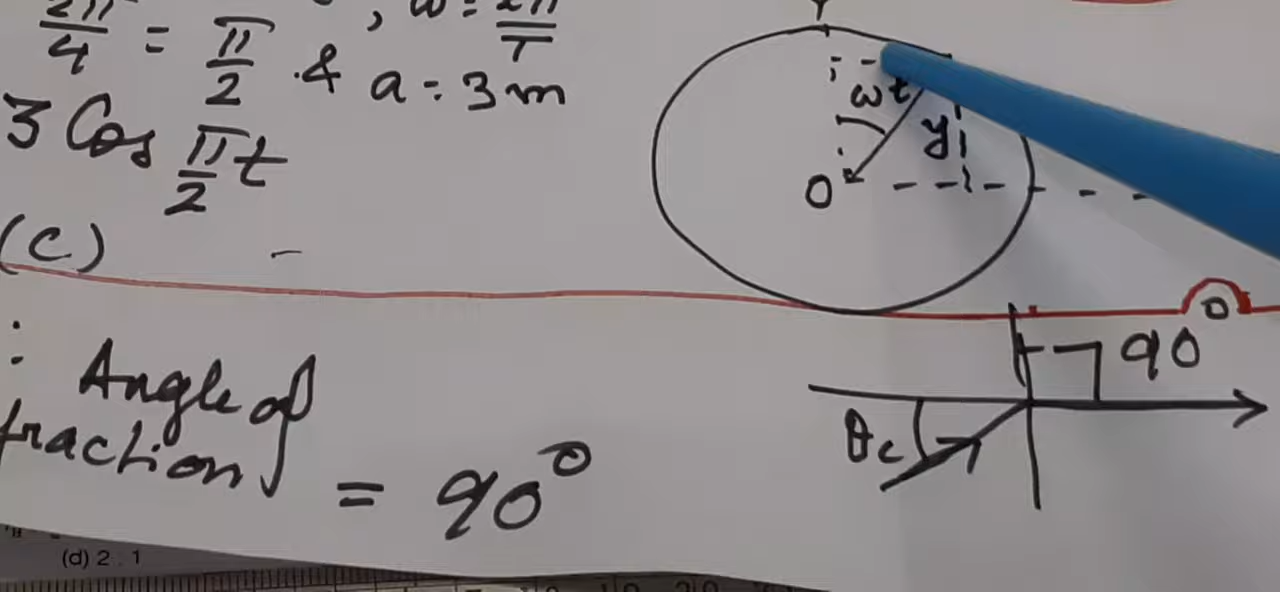 2π/4 = π/2 & a = 3m
, ω = 2π/T
3 Cos π/2 t
(C)
ωt
y
O
: Angle of
fraction = 90°
90
θc
(d) 2 : 1